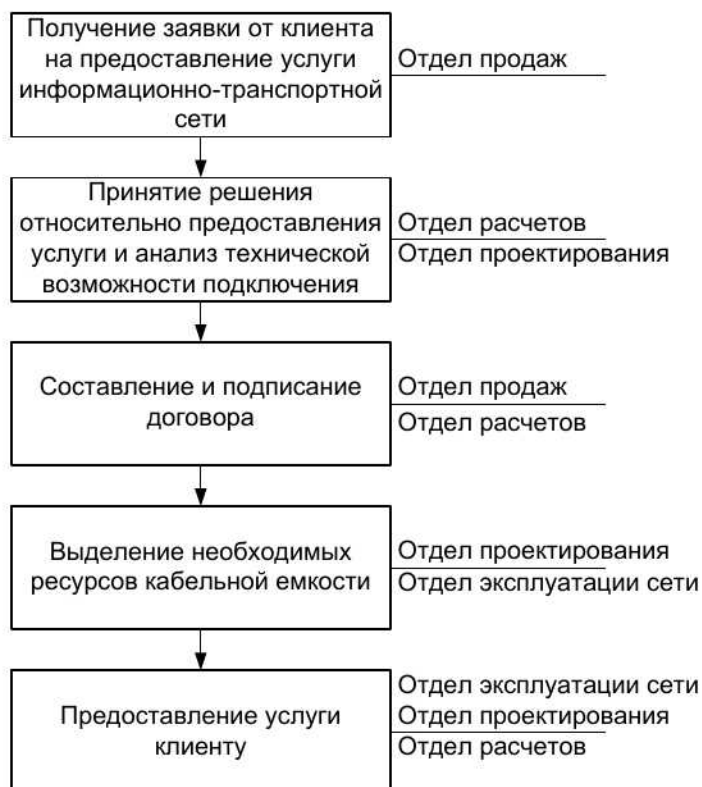 Получение заявки от клиента
на предоставление услуги
информационно-транспортной
сети
Отдел продаж
Принятие решения
относительно предоставления
услуги и анализ технической
возможности подключения
Отдел расчетов
Отдел проектирования
Составление и подписание
договора
Отдел продаж
Отдел расчетов
Выделение необходимых
ресурсов кабельной емкости
Отдел проектирования
Отдел эксплуатации сети
Предоставление услуги
клиенту
Отдел эксплуатации сети
Отдел проектирования
Отдел расчетов